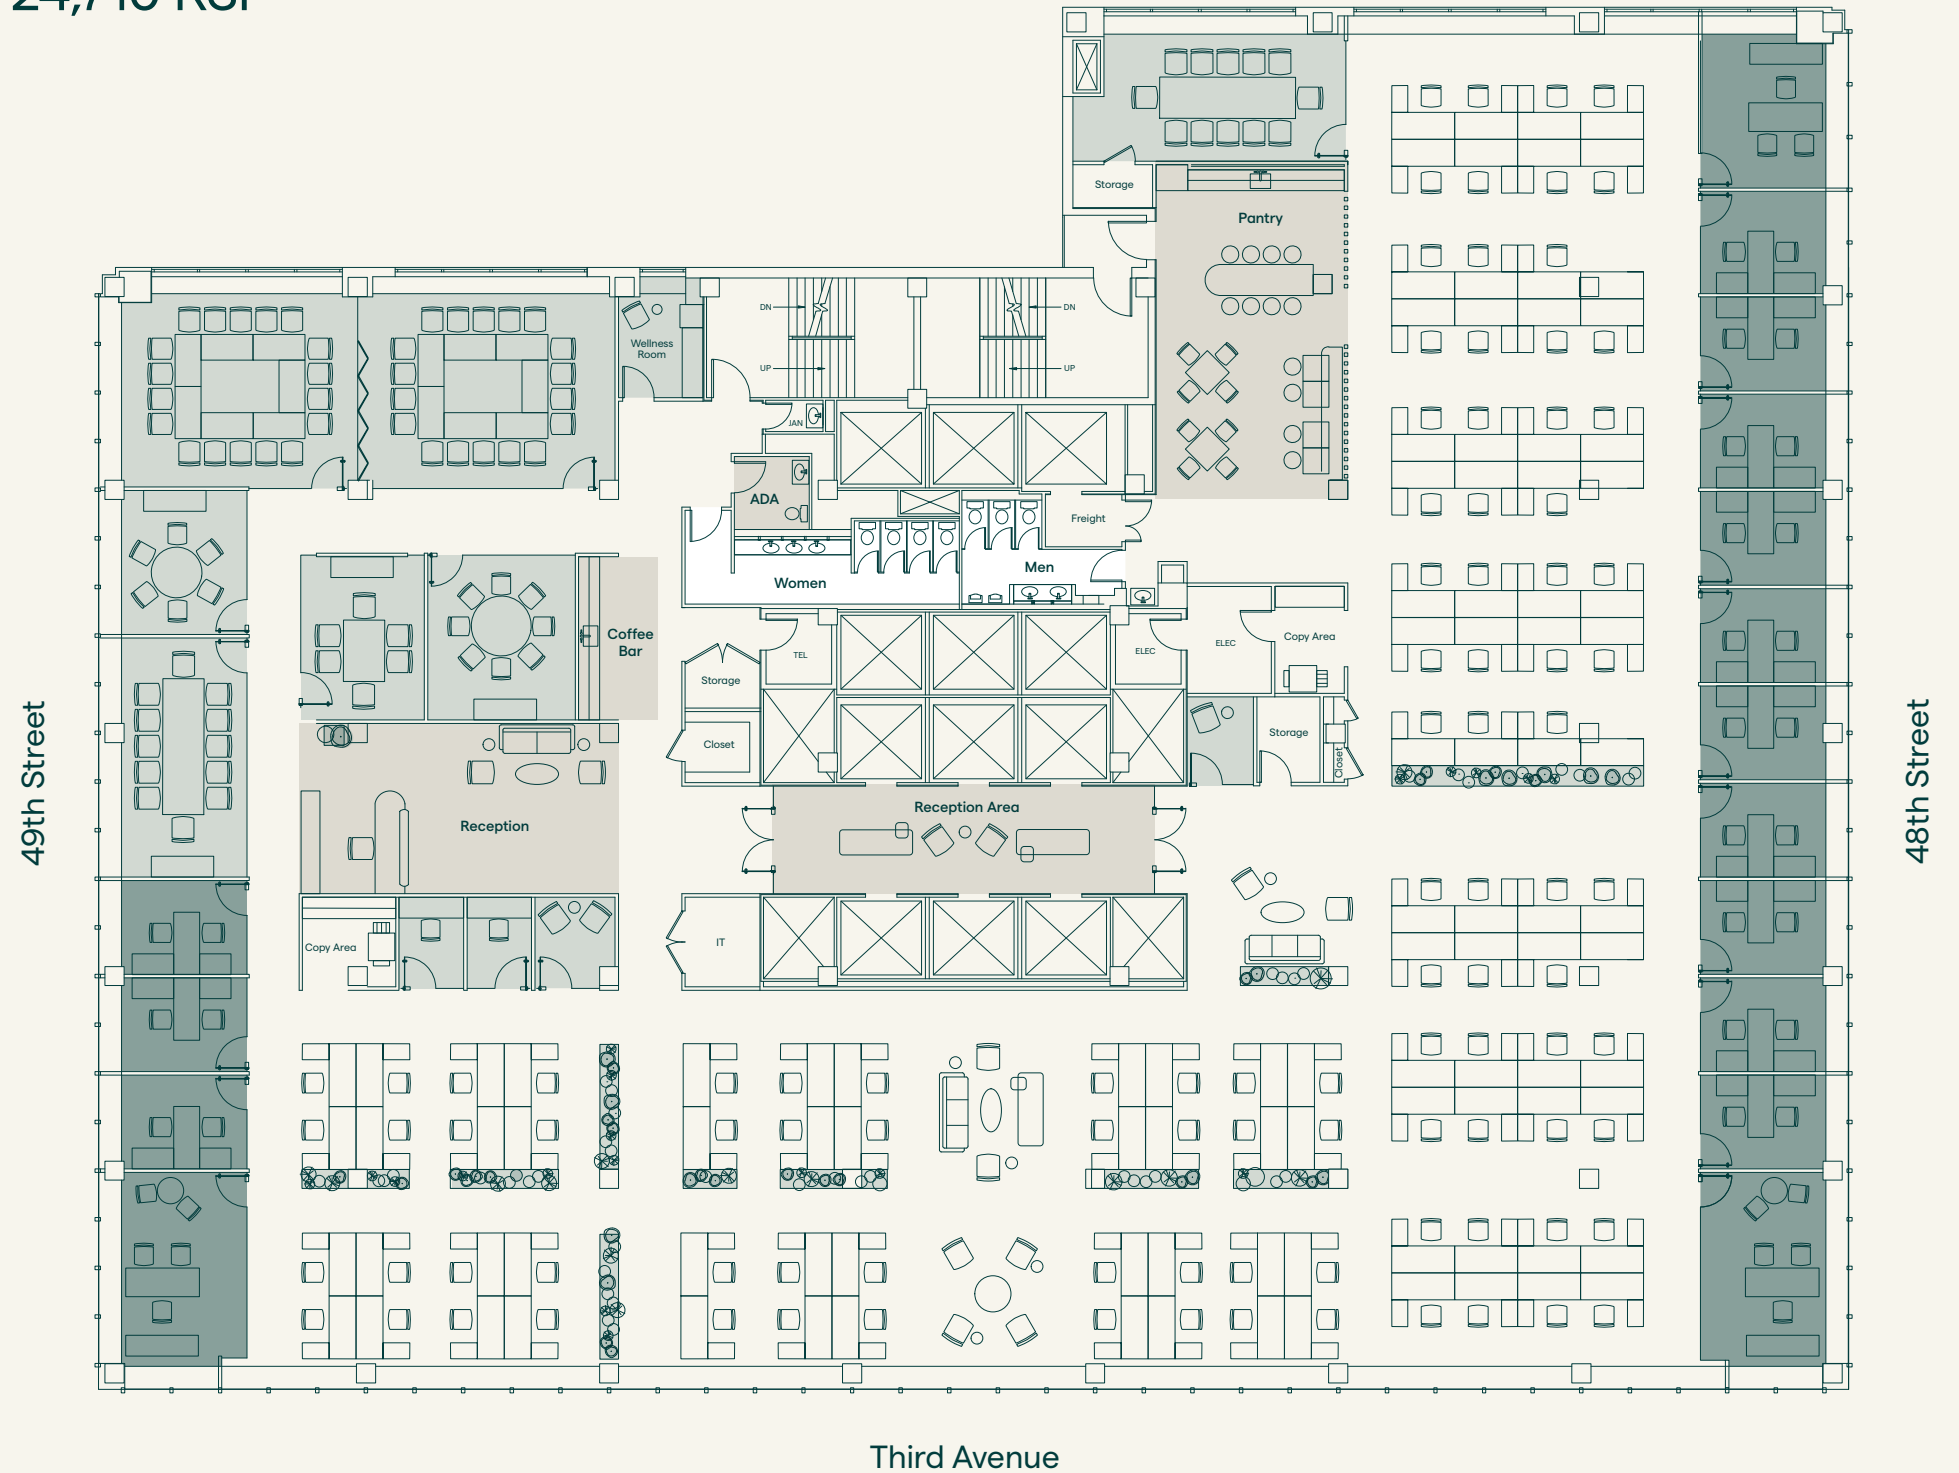 Storage
Pantry
DN
DN
Wellness
Room
UP
UP
JAN
ADA
Freight
Women
Men
Coffee
Bar
TEL
ELEC
ELEC
Copy Area
Storage
Closet
Storage
Closet
49th Street
48th Street
Reception Area
Reception
Copy Area
IT
Third Avenue